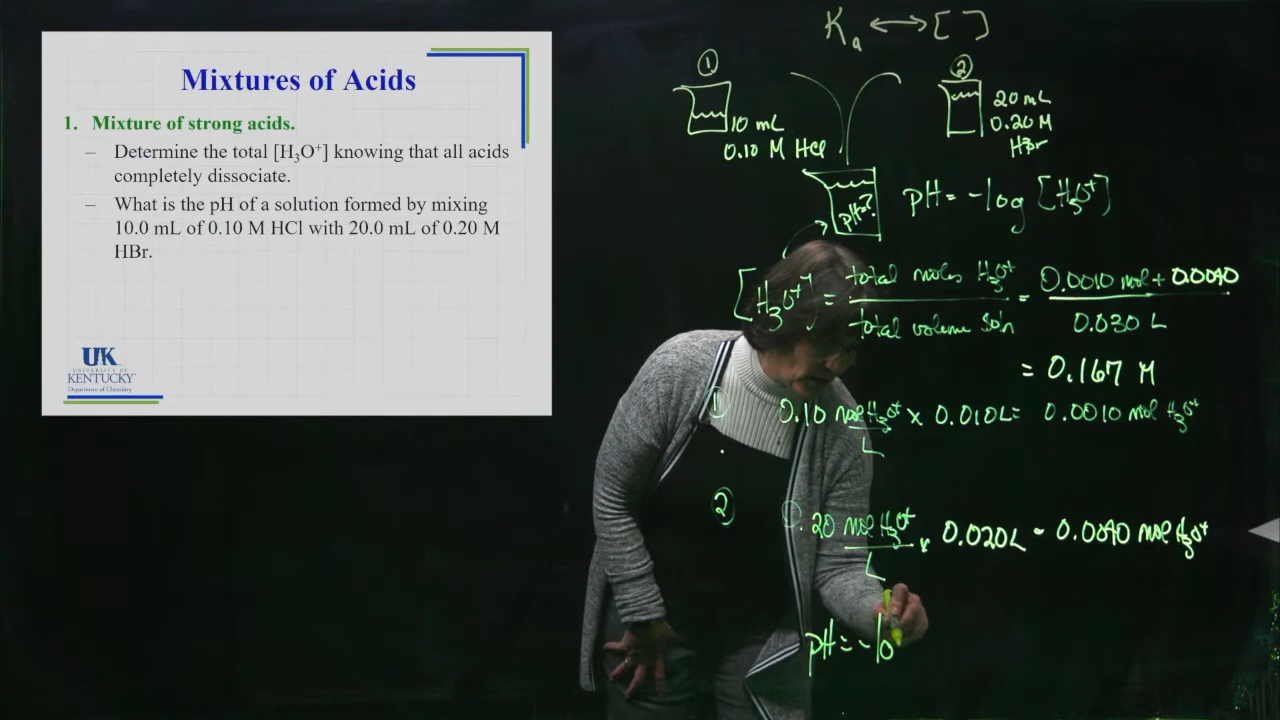 Mixtures of Acids
1. Mixture of strong acids.
– Determine the total [H₃O⁺] knowing that all acids
completely dissociate.
– What is the pH of a solution formed by mixing
10.0 mL of 0.10 M HCl with 20.0 mL of 0.20 M
HBr.
UK
UNIVERSITY OF
KENTUCKY
Department of Chemistry
Kₐ ↔ [ ]
①
10 mL
0.10 M HCl
②
20 mL
0.20 M
HBr
pH=?
pH = -log [H₃O⁺]
[H₃O⁺] = total moles H₃O⁺ = 0.0010 mol + 0.0040
total volume Sol'n 0.030 L
= 0.167 M
① 0.10 mol H₃O⁺ x 0.010L = 0.0010 mol H₃O⁺
L
② 0.20 mol H₃O⁺ x 0.020L = 0.0040 mol H₃O⁺
L
pH = -lo